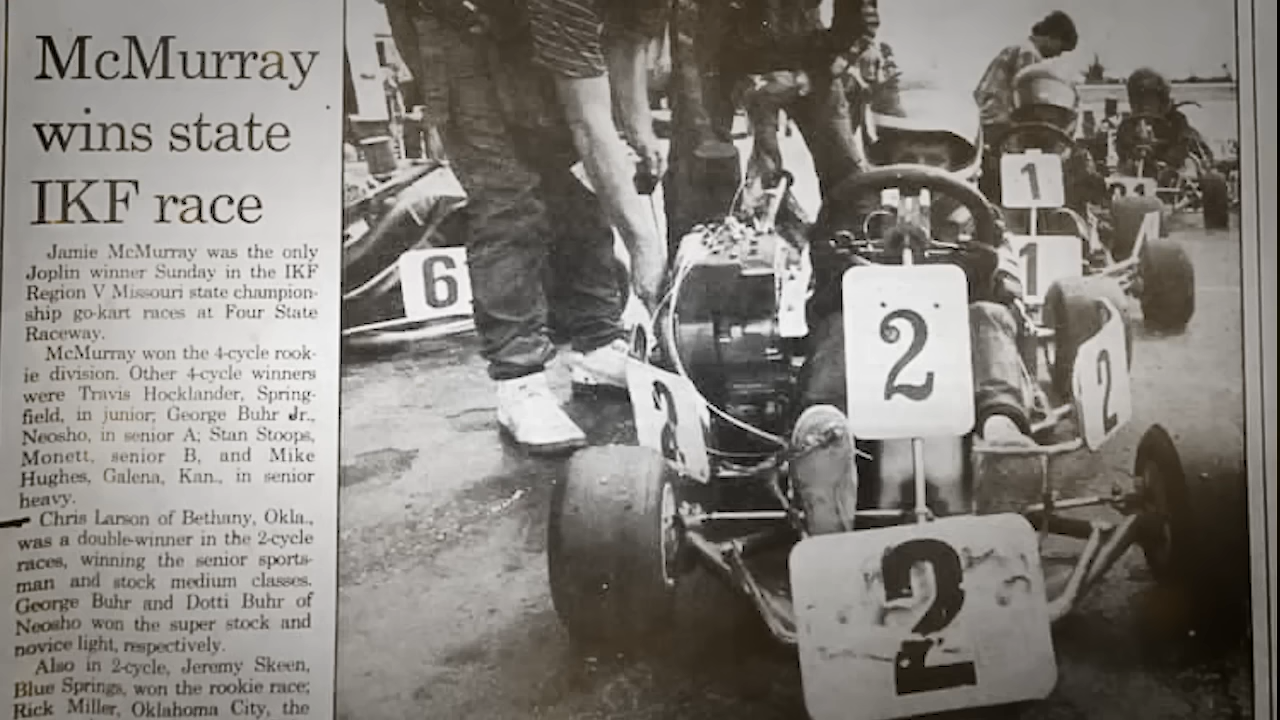 McMurray
wins state
IKF race
Jamie McMurray was the only
Joplin winner Sunday in the IKF
Region V Missouri state champion-
ship go-kart races at Four State
Raceway.
McMurray won the 4-cycle rook-
ie division. Other 4-cycle winners
were Travis Hocklander, Spring-
field, in junior; George Buhr Jr.,
Neosho, in senior A; Stan Stoops,
Monett, senior B, and Mike
Hughes, Galena, Kan., in senior
heavy.
Chris Larson of Bethany, Okla.,
was a double-winner in the 2-cycle
races, winning the senior sports-
man and stock medium classes.
George Buhr and Dotti Buhr of
Neosho won the super stock and
novice light, respectively.
Also in 2-cycle, Jeremy Skeen,
Blue Springs, won the rookie race;
Rick Miller, Oklahoma City, the
6
1
1
2
2
2
2